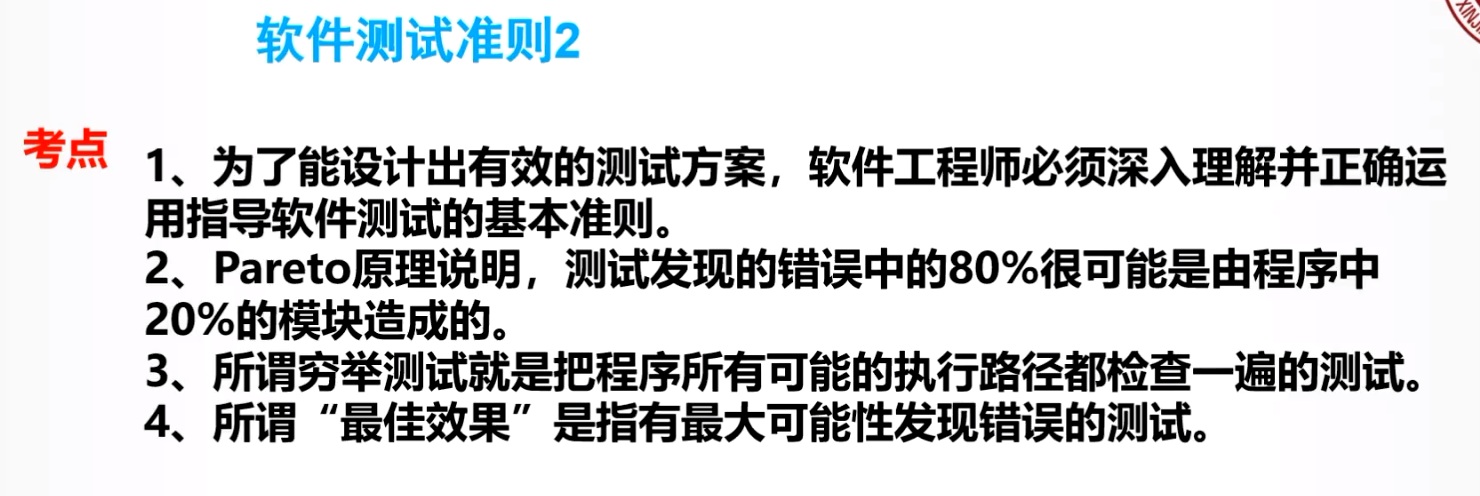 软件测试准则2
考点
1、为了能设计出有效的测试方案，软件工程师必须深入理解并正确运
用指导软件测试的基本准则。
2、Pareto原理说明，测试发现的错误中的80%很可能是由程序中
20%的模块造成的。
3、所谓穷举测试就是把程序所有可能的执行路径都检查一遍的测试。
4、所谓“最佳效果”是指有最大可能性发现错误的测试。